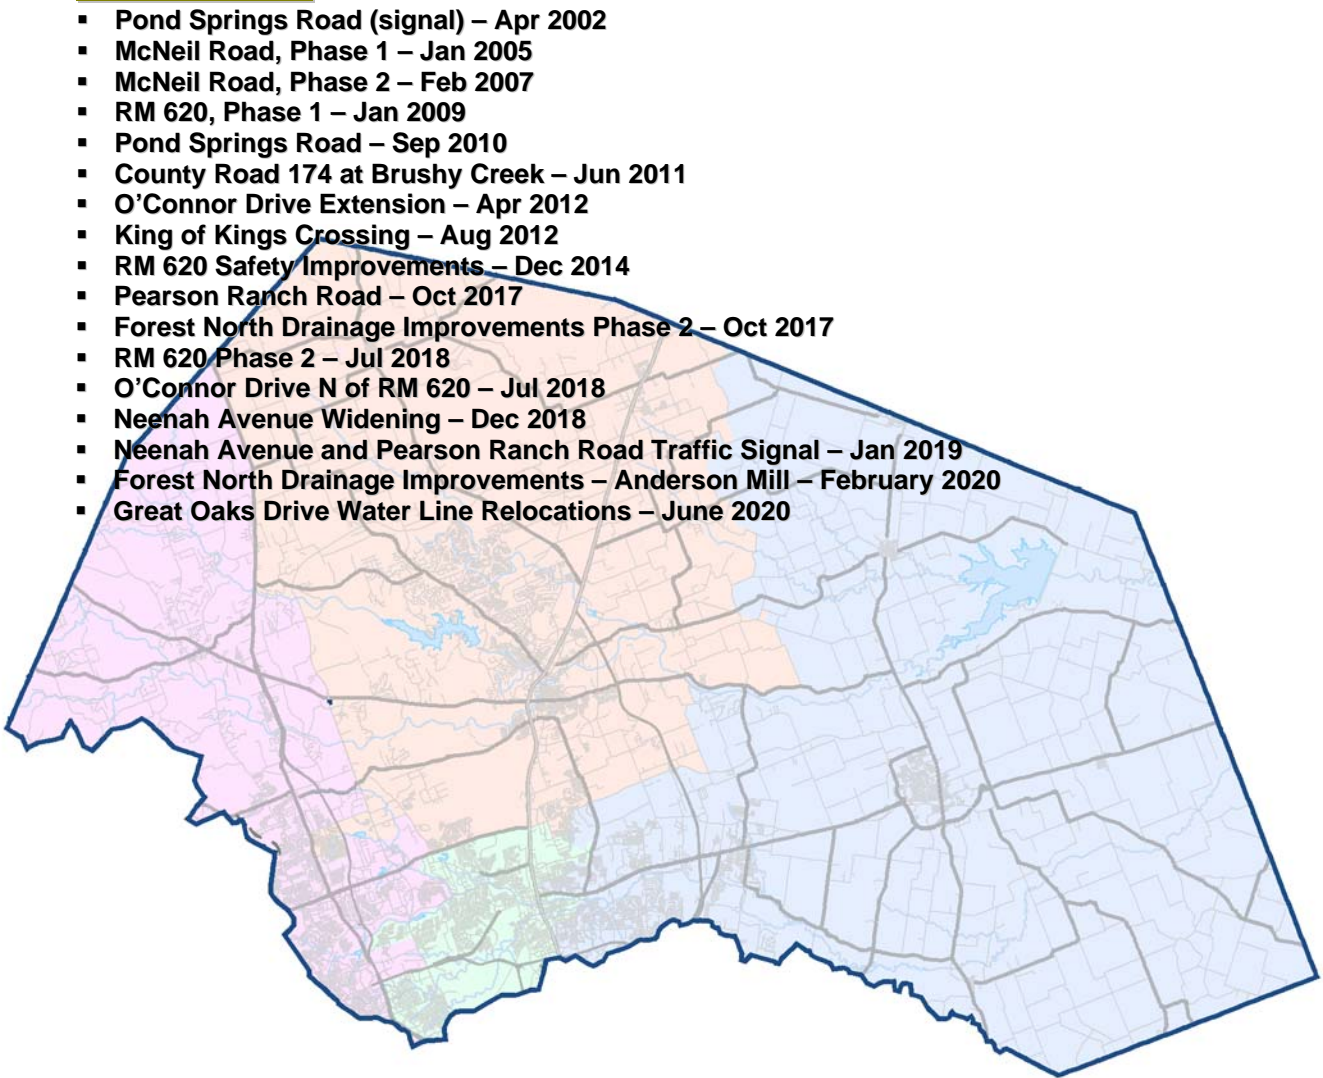 ▪ Pond Springs Road (signal) – Apr 2002
▪ McNeil Road, Phase 1 – Jan 2005
▪ McNeil Road, Phase 2 – Feb 2007
▪ RM 620, Phase 1 – Jan 2009
▪ Pond Springs Road – Sep 2010
▪ County Road 174 at Brushy Creek – Jun 2011
▪ O’Connor Drive Extension – Apr 2012
▪ King of Kings Crossing – Aug 2012
▪ RM 620 Safety Improvements – Dec 2014
▪ Pearson Ranch Road – Oct 2017
▪ Forest North Drainage Improvements Phase 2 – Oct 2017
▪ RM 620 Phase 2 – Jul 2018
▪ O’Connor Drive N of RM 620 – Jul 2018
▪ Neenah Avenue Widening – Dec 2018
▪ Neenah Avenue and Pearson Ranch Road Traffic Signal – Jan 2019
▪ Forest North Drainage Improvements – Anderson Mill – February 2020
▪ Great Oaks Drive Water Line Relocations – June 2020